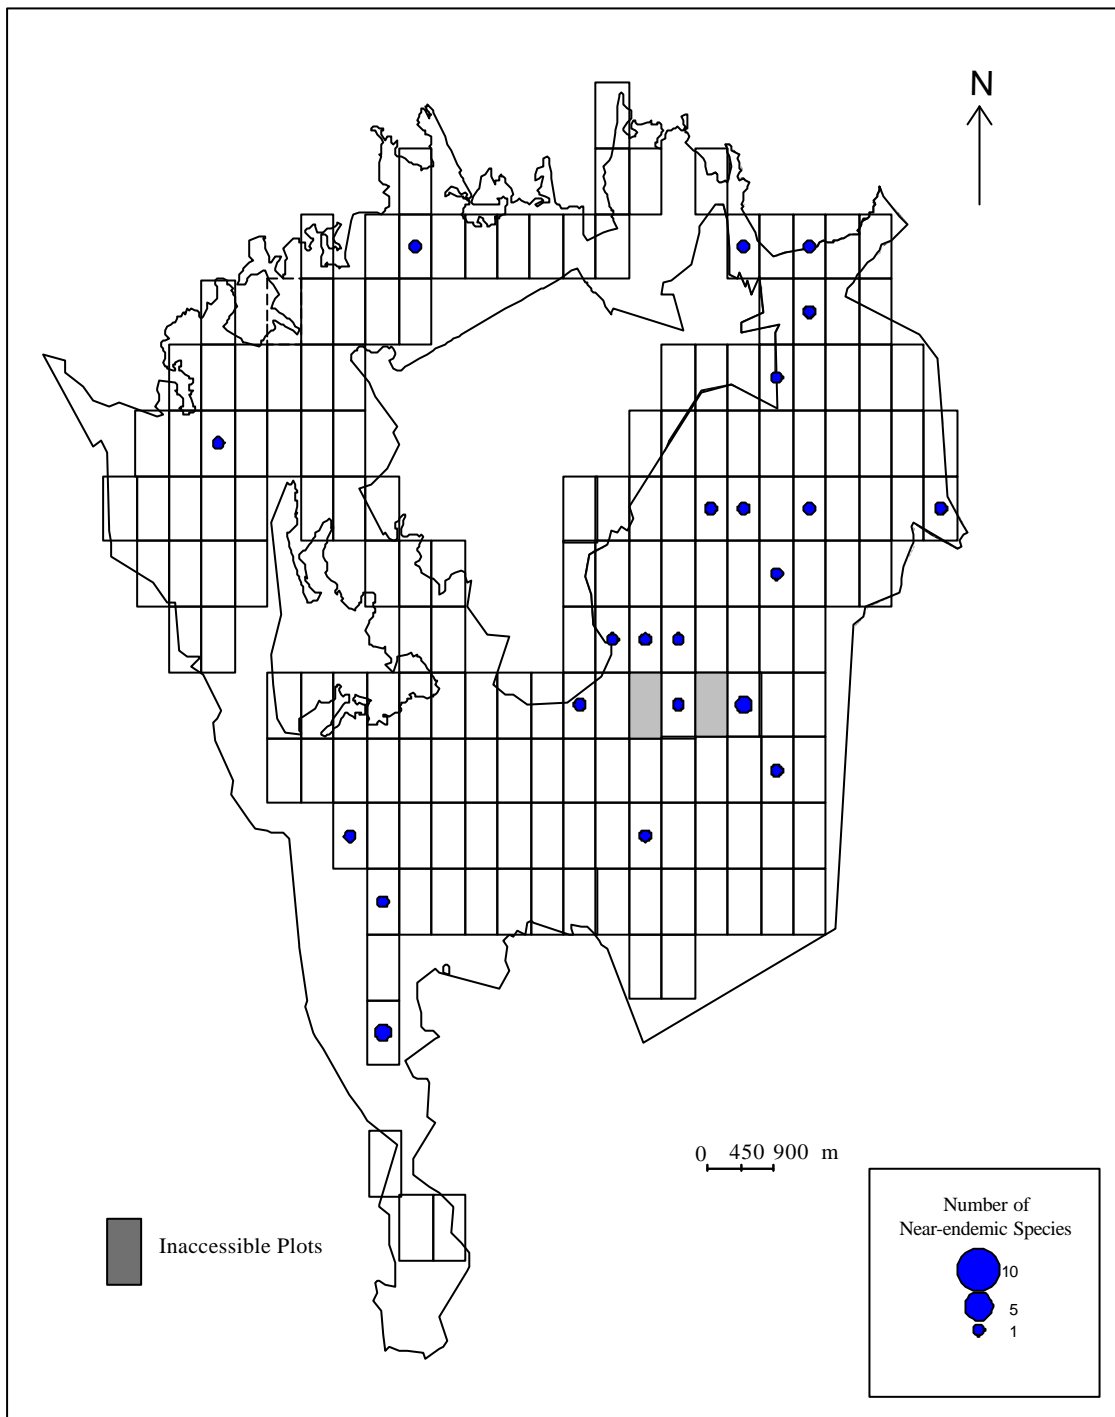 N
0 450 900 m
Inaccessible Plots
Number of
Near-endemic Species
10
5
1